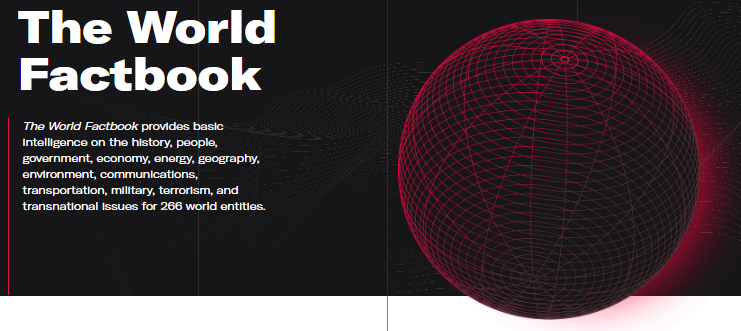 The World
Factbook
The World Factbook provides basic
intelligence on the history, people,
government, economy, energy, geography,
environment, communications,
transportation, military, terrorism, and
transnational issues for 266 world entities.